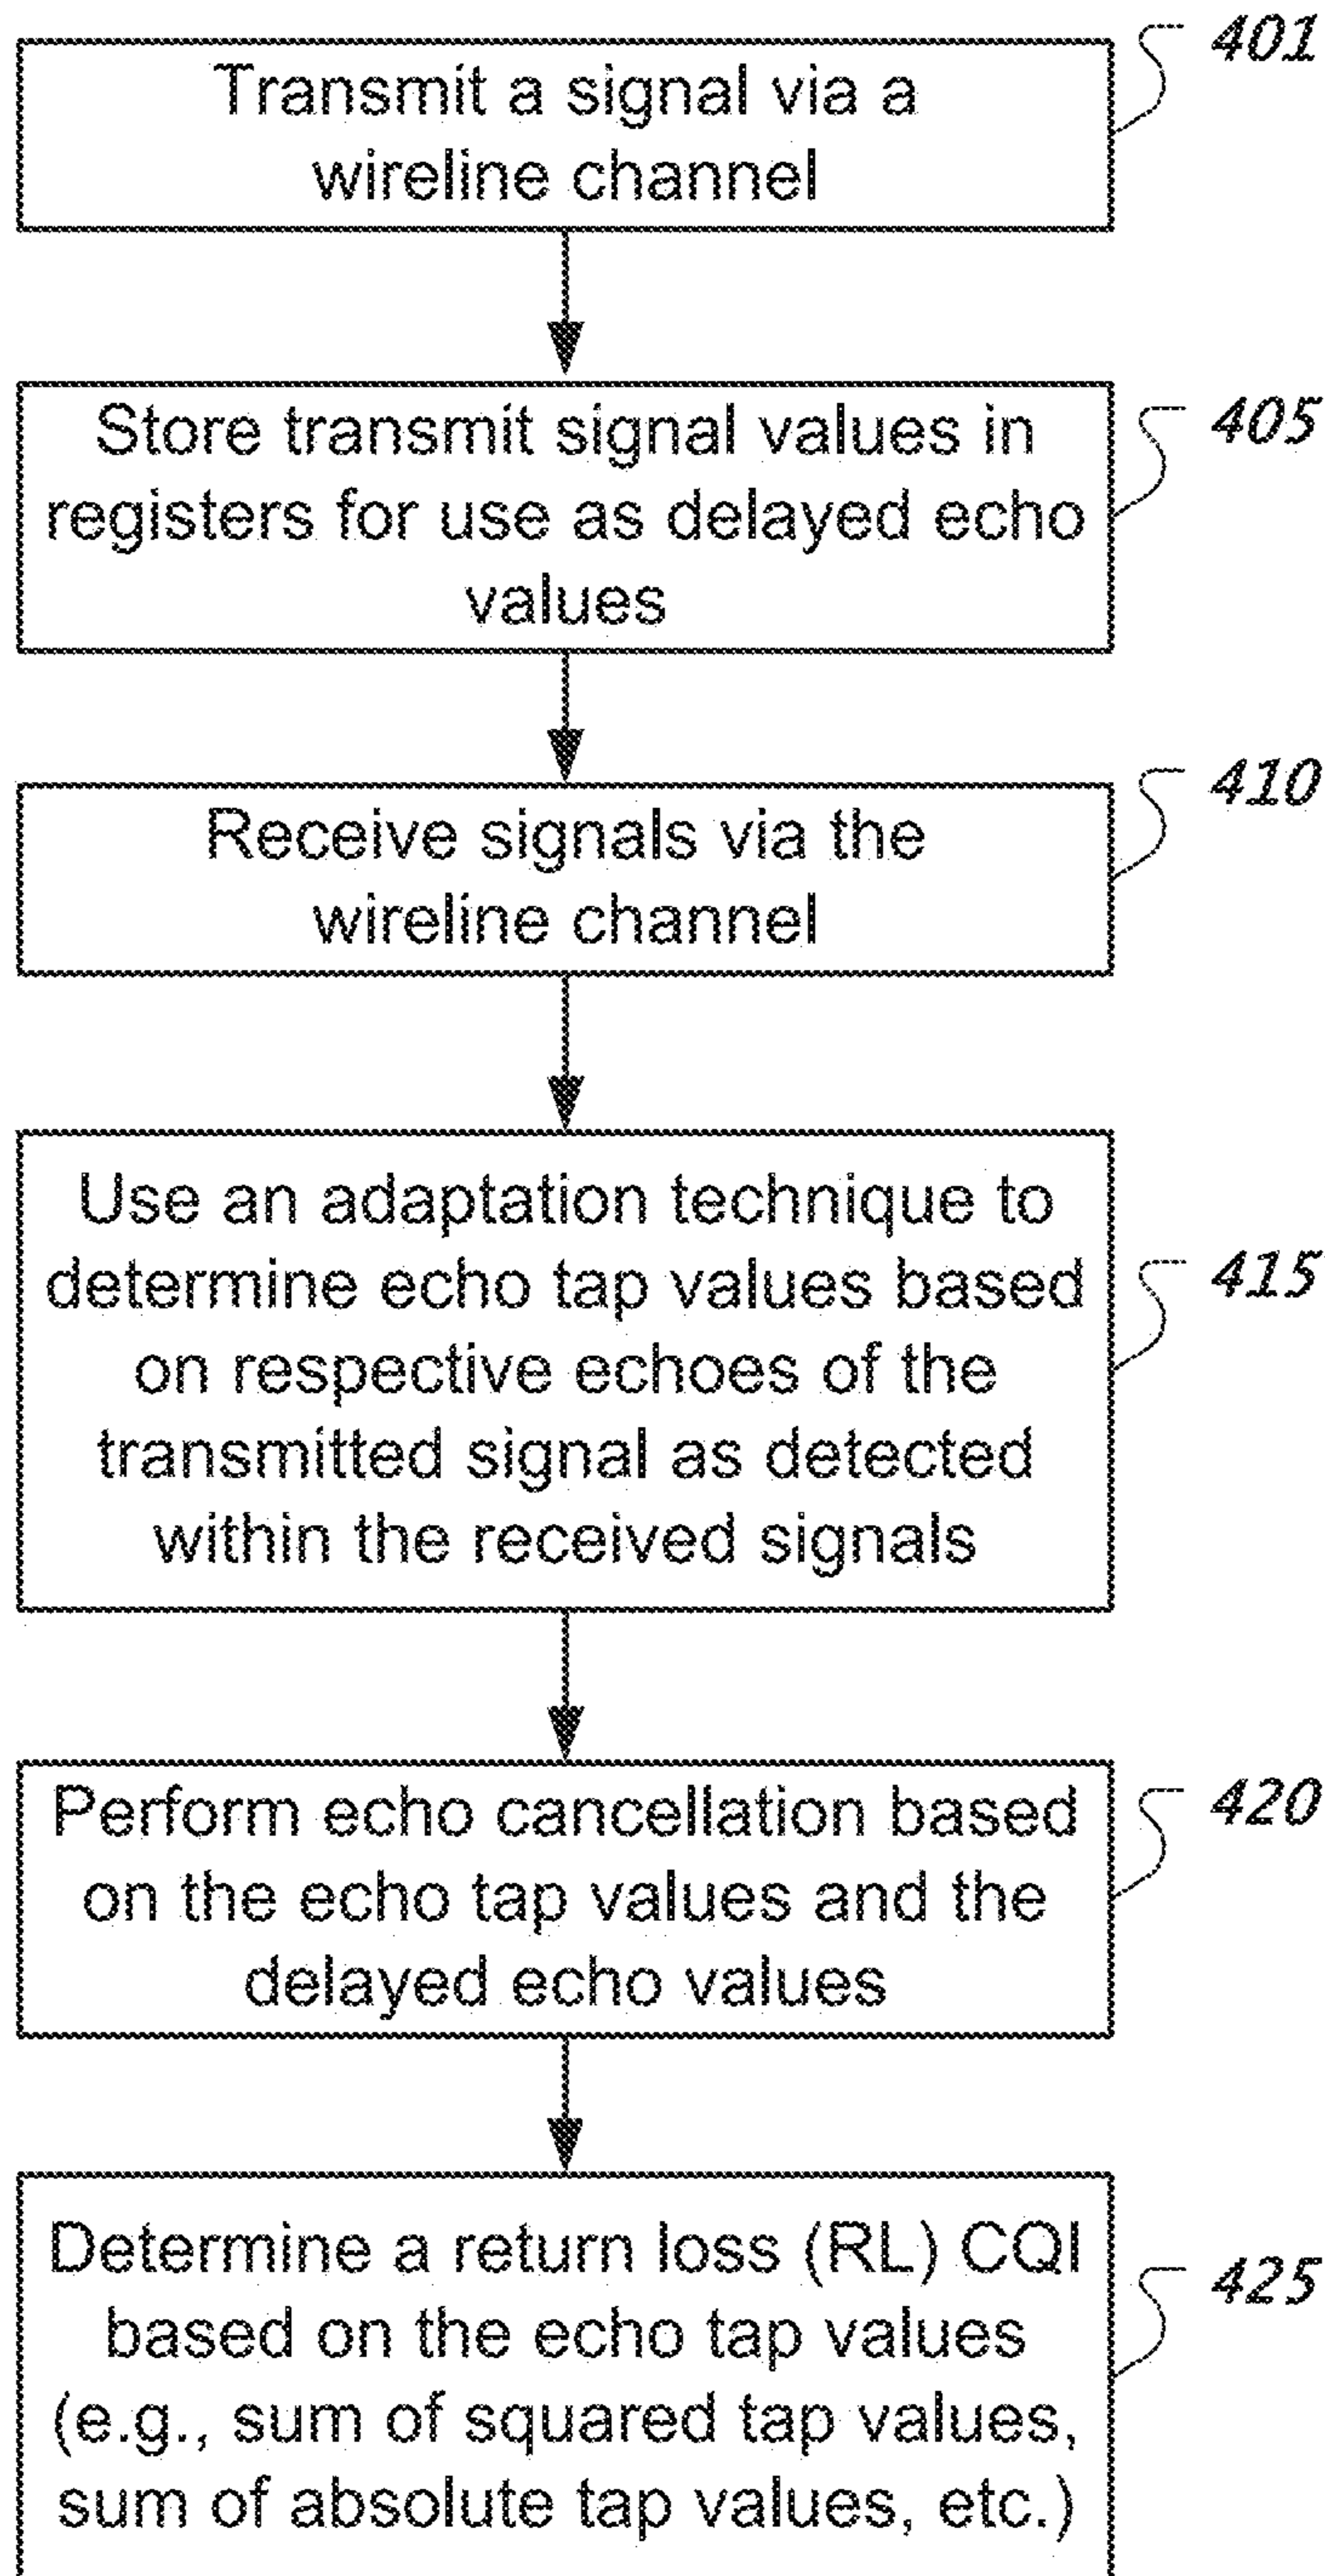 Transmit a signal via a
wireline channel
401
Store transmit signal values in
registers for use as delayed echo
values
405
Receive signals via the
wireline channel
410
Use an adaptation technique to
determine echo tap values based
on respective echoes of the
transmitted signal as detected
within the received signals
415
Perform echo cancellation based
on the echo tap values and the
delayed echo values
420
Determine a return loss (RL) CQI
based on the echo tap values
(e.g., sum of squared tap values,
sum of absolute tap values, etc.)
425